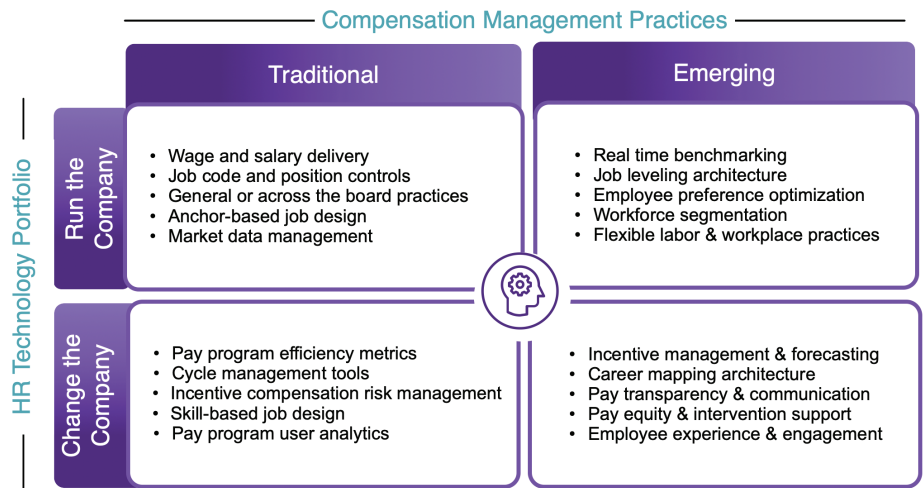 Compensation Management Practices
Traditional
Emerging
HR Technology Portfolio
Run the
Company
• Wage and salary delivery
• Job code and position controls
• General or across the board practices
• Anchor-based job design
• Market data management
• Real time benchmarking
• Job leveling architecture
• Employee preference optimization
• Workforce segmentation
• Flexible labor & workplace practices
Change the
Company
• Pay program efficiency metrics
• Cycle management tools
• Incentive compensation risk management
• Skill-based job design
• Pay program user analytics
• Incentive management & forecasting
• Career mapping architecture
• Pay transparency & communication
• Pay equity & intervention support
• Employee experience & engagement